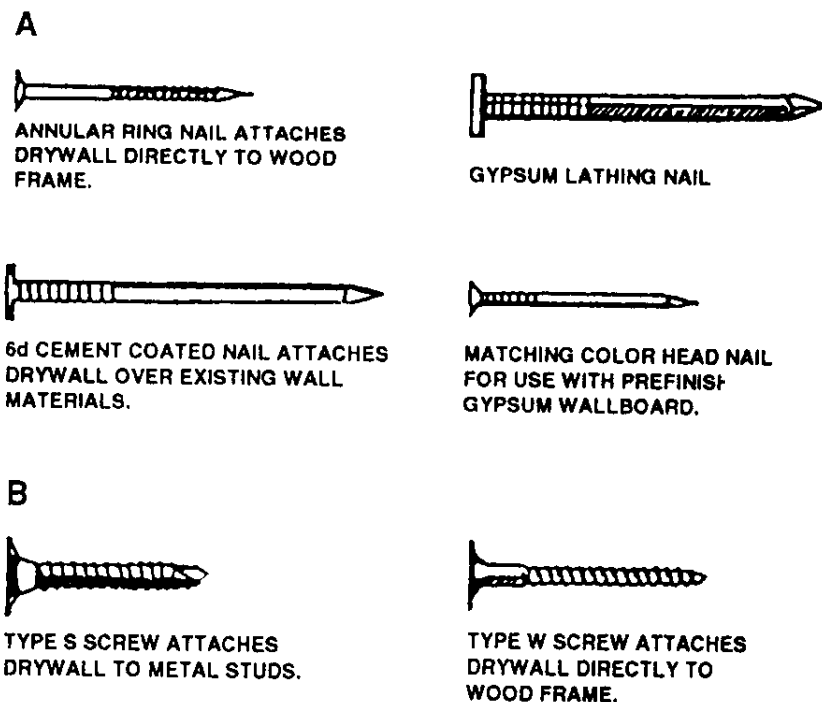 A
ANNULAR RING NAIL ATTACHES
DRYWALL DIRECTLY TO WOOD
FRAME.
GYPSUM LATHING NAIL
6d CEMENT COATED NAIL ATTACHES
DRYWALL OVER EXISTING WALL
MATERIALS.
MATCHING COLOR HEAD NAIL
FOR USE WITH PREFINISH
GYPSUM WALLBOARD.
B
TYPE S SCREW ATTACHES
DRYWALL TO METAL STUDS.
TYPE W SCREW ATTACHES
DRYWALL DIRECTLY TO
WOOD FRAME.